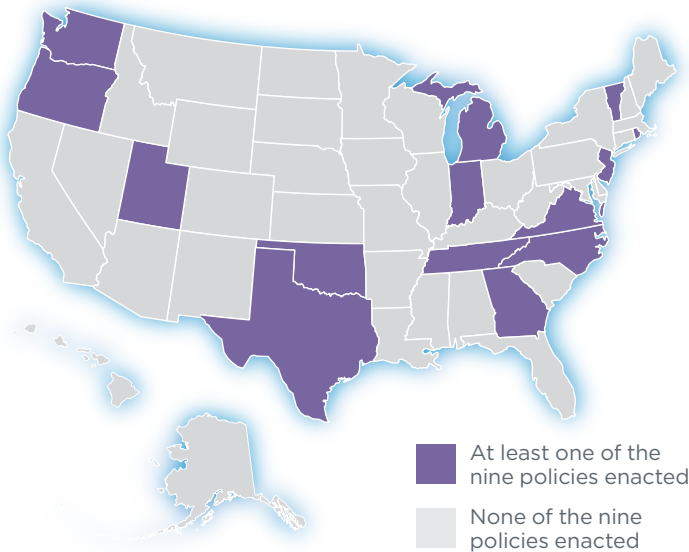 At least one of the
nine policies enacted
None of the nine
policies enacted